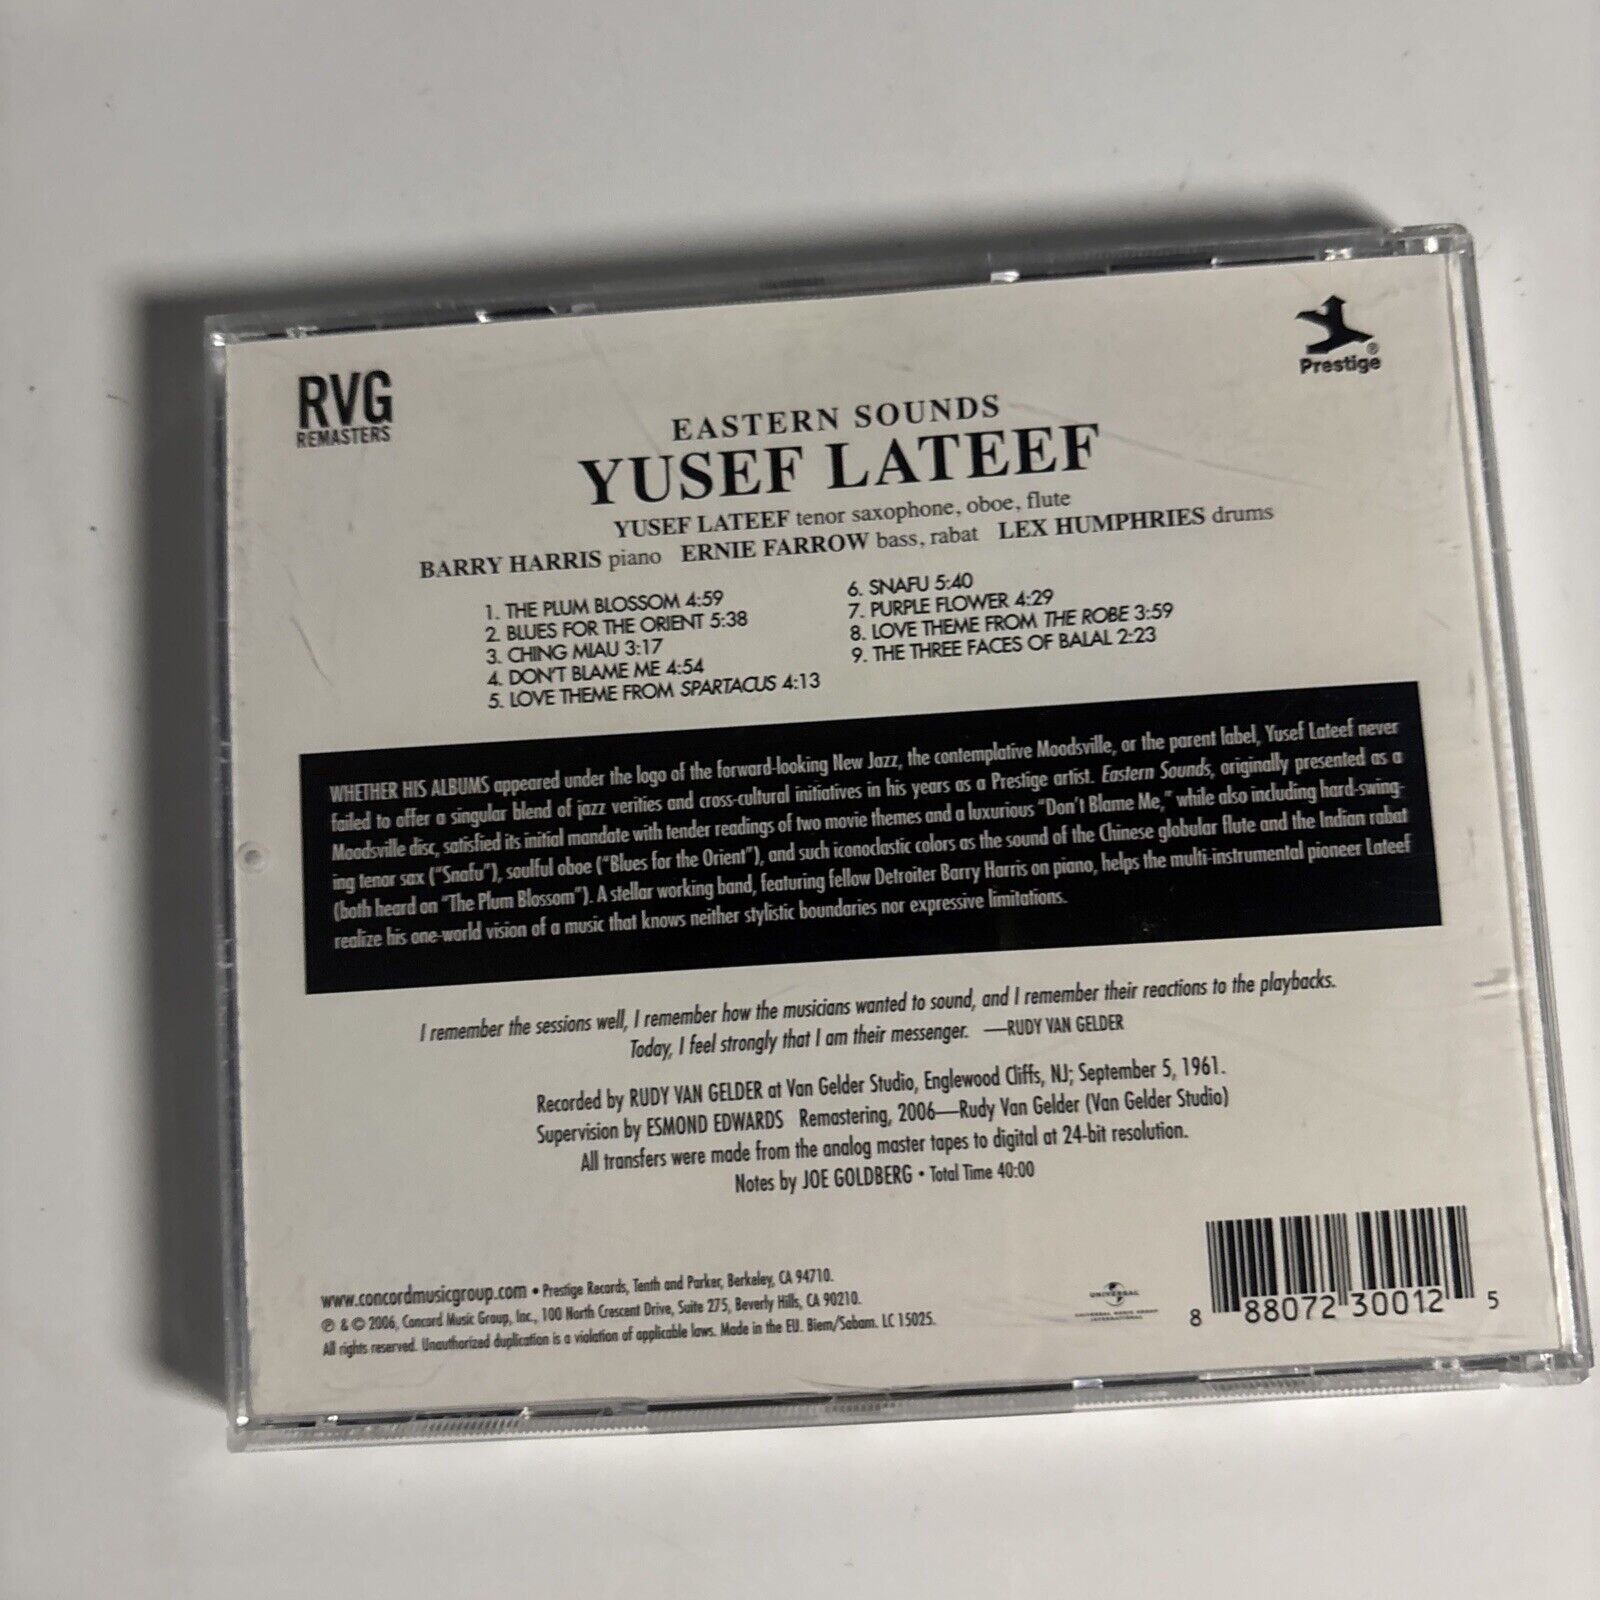 RVG
REMASTERS
Prestige®
EASTERN SOUNDS
YUSEF LATEEF
YUSEF LATEEF tenor saxophone, oboe, flute
BARRY HARRIS piano ERNIE FARROW bass, rabat LEX HUMPHRIES drums
1. THE PLUM BLOSSOM 4:59
2. BLUES FOR THE ORIENT 5:38
3. CHING MIAU 3:17
4. DON'T BLAME ME 4:54
5. LOVE THEME FROM SPARTACUS 4:13
6. SNAFU 5:40
7. PURPLE FLOWER 4:29
8. LOVE THEME FROM THE ROBE 3:59
9. THE THREE FACES OF BALAL 2:23
WHETHER HIS ALBUMS appeared under the logo of the forward-looking New Jazz, the contemplative Moodsville, or the parent label, Yusef Lateef never
failed to offer a singular blend of jazz verities and cross-cultural initiatives in his years as a Prestige artist. Eastern Sounds, originally presented as a
Moodsville disc, satisfied its initial mandate with tender readings of two movie themes and a luxurious "Don't Blame Me," while also including hard-swing-
ing tenor sax ("Snafu"), soulful oboe ("Blues for the Orient"), and such iconoclastic colors as the sound of the Chinese globular flute and the Indian rabat
(both heard on "The Plum Blossom"). A stellar working band, featuring fellow Detroiter Barry Harris on piano, helps the multi-instrumental pioneer Lateef
realize his one-world vision of a music that knows neither stylistic boundaries nor expressive limitations.
I remember the sessions well, I remember how the musicians wanted to sound, and I remember their reactions to the playbacks.
Today, I feel strongly that I am their messenger. —RUDY VAN GELDER
Recorded by RUDY VAN GELDER at Van Gelder Studio, Englewood Cliffs, NJ; September 5, 1961.
Supervision by ESMOND EDWARDS Remastering, 2006—Rudy Van Gelder (Van Gelder Studio)
All transfers were made from the analog master tapes to digital at 24-bit resolution.
Notes by JOE GOLDBERG • Total Time 40:00
www.concordmusicgroup.com • Prestige Records, Tenth and Parker, Berkeley, CA 94710.
℗ & © 2006, Concord Music Group, Inc., 100 North Crescent Drive, Suite 275, Beverly Hills, CA 90210.
All rights reserved. Unauthorized duplication is a violation of applicable laws. Made in the EU. Biem/Sabam. LC 15025.
UNIVERSAL
UNIVERSAL MUSIC GROUP
INTERNATIONAL
8 88072 30012 5